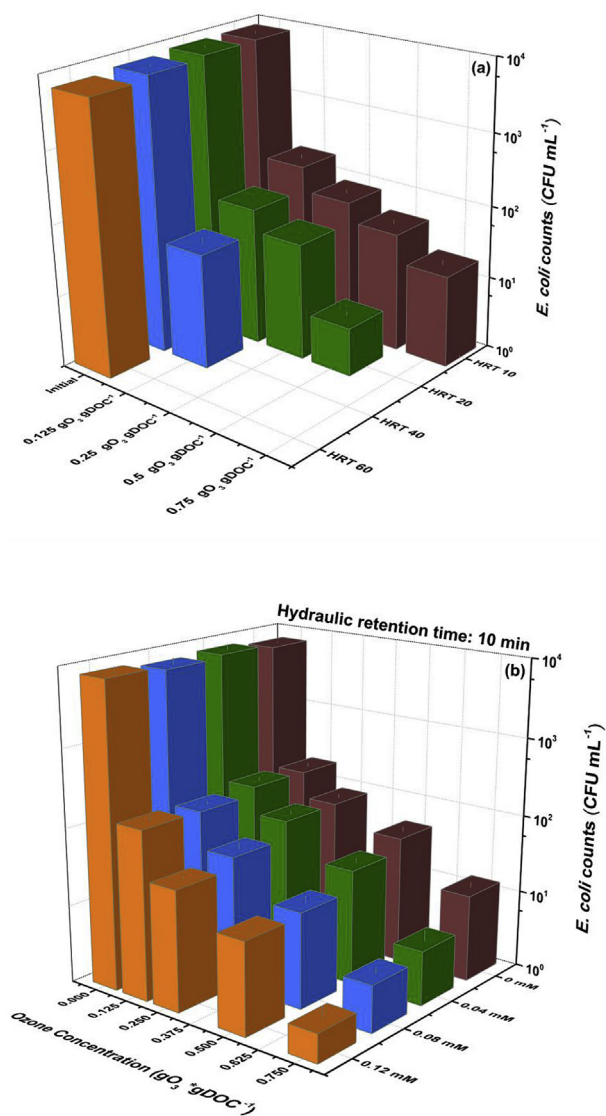 (a)
10⁴
10³
10²
10¹
10⁰
E. coli counts (CFU mL⁻¹)
Initial
0.125 gO₃ gDOC⁻¹
0.25 gO₃ gDOC⁻¹
0.5 gO₃ gDOC⁻¹
0.75 gO₃ gDOC⁻¹
HRT 10
HRT 20
HRT 40
HRT 60
Hydraulic retention time: 10 min
(b)
10⁴
10³
10²
10¹
10⁰
E. coli counts (CFU mL⁻¹)
0.000
0.125
0.250
0.375
0.500
0.625
0.750
Ozone Concentration (gO₃ *gDOC⁻¹)
0 mM
0.04 mM
0.08 mM
0.12 mM